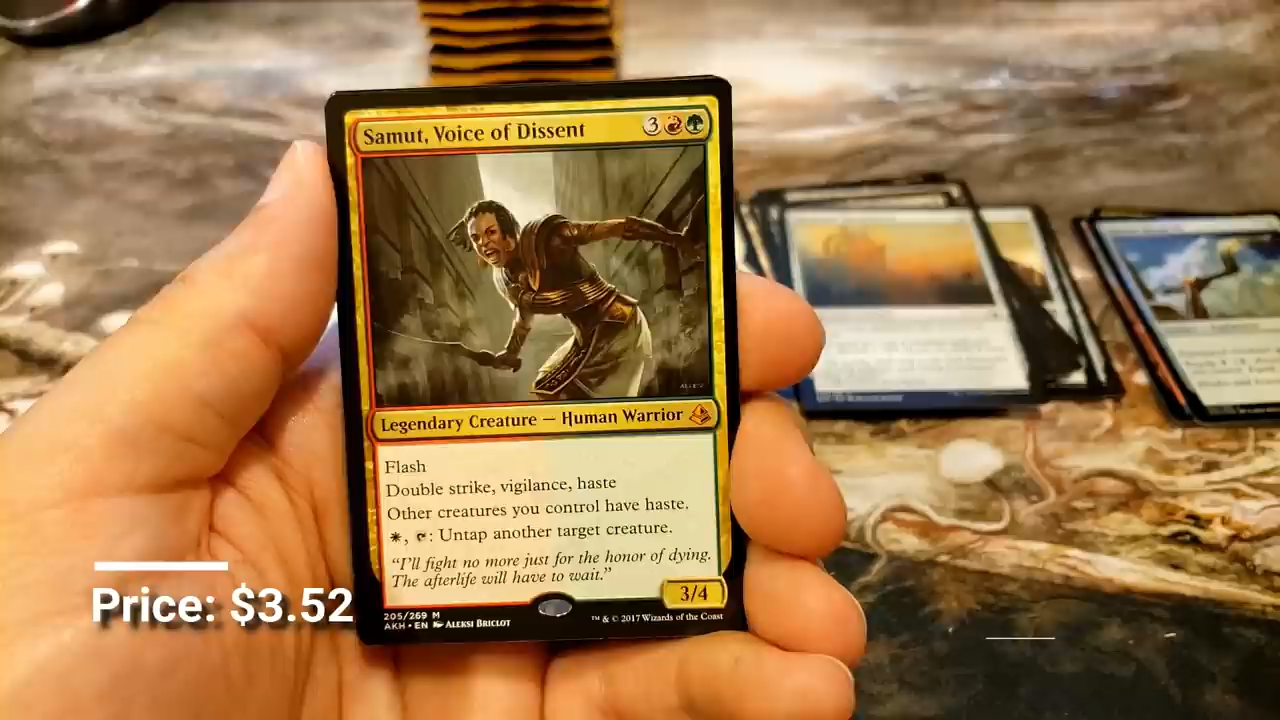 Samut, Voice of Dissent 3
Legendary Creature — Human Warrior
Flash
Double strike, vigilance, haste
Other creatures you control have haste.
, : Untap another target creature.
“I'll fight no more just for the honor of dying.
The afterlife will have to wait.”
3/4
205/269 M
AKH • EN Aleksi Briclot
™ & © 2017 Wizards of the Coast
Price: $3.52